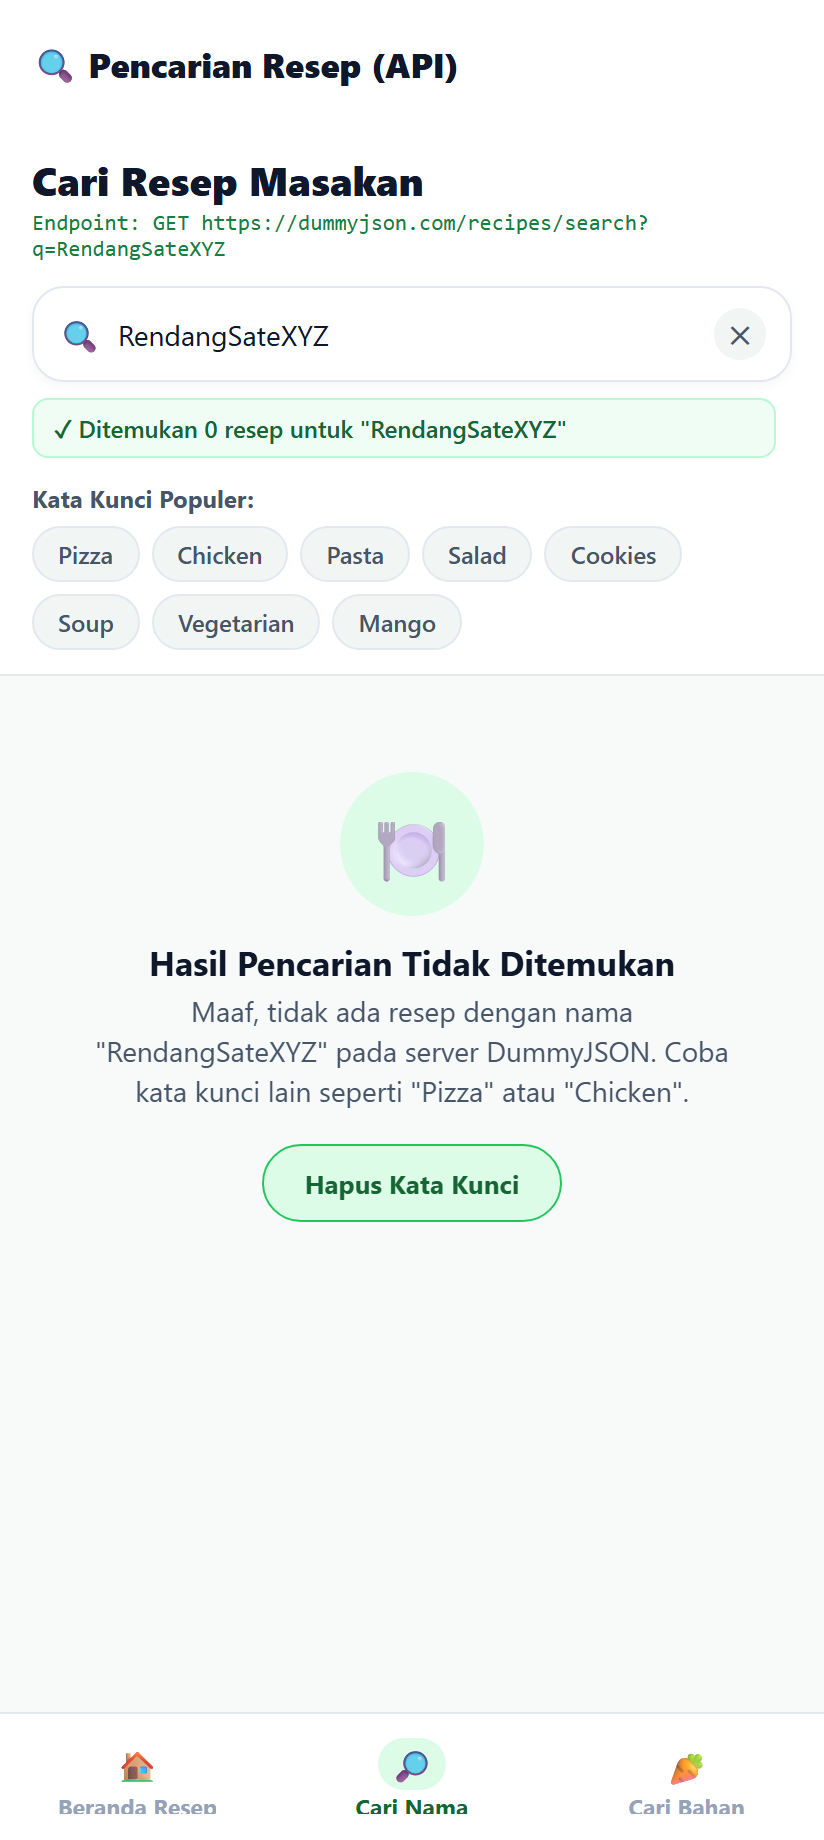 Pencarian Resep (API)
Cari Resep Masakan
Endpoint: GET https://dummyjson.com/recipes/search?
q=RendangSateXYZ
RendangSateXYZ
✓ Ditemukan 0 resep untuk "RendangSateXYZ"
Kata Kunci Populer:
Pizza
Chicken
Pasta
Salad
Cookies
Soup
Vegetarian
Mango
Hasil Pencarian Tidak Ditemukan
Maaf, tidak ada resep dengan nama
"RendangSateXYZ" pada server DummyJSON. Coba
kata kunci lain seperti "Pizza" atau "Chicken".
Hapus Kata Kunci
Beranda Resep
Cari Nama
Cari Bahan